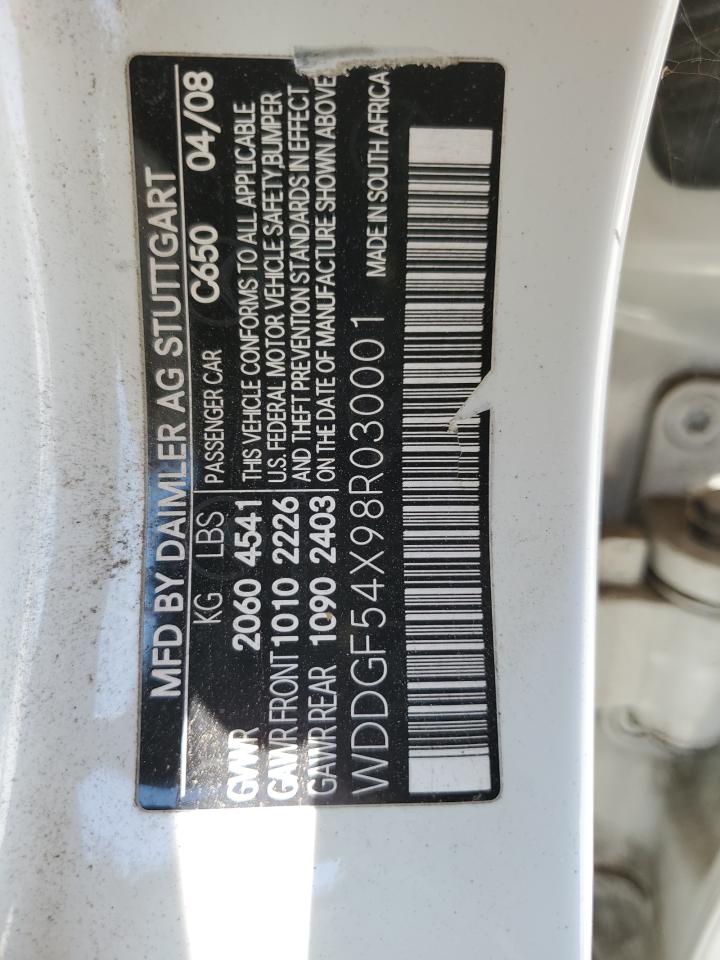 MFD BY DAIMLER AG STUTTGART
KG LBS PASSENGER CAR C650 04/08
GVWR 2060 4541 THIS VEHICLE CONFORMS TO ALL APPLICABLE
GAWR FRONT 1010 2226 U.S. FEDERAL MOTOR VEHICLE SAFETY,BUMPER
GAWR REAR 1090 2403 AND THEFT PREVENTION STANDARDS IN EFFECT
ON THE DATE OF MANUFACTURE SHOWN ABOVE
WDDGF54X98R030001 MADE IN SOUTH AFRICA